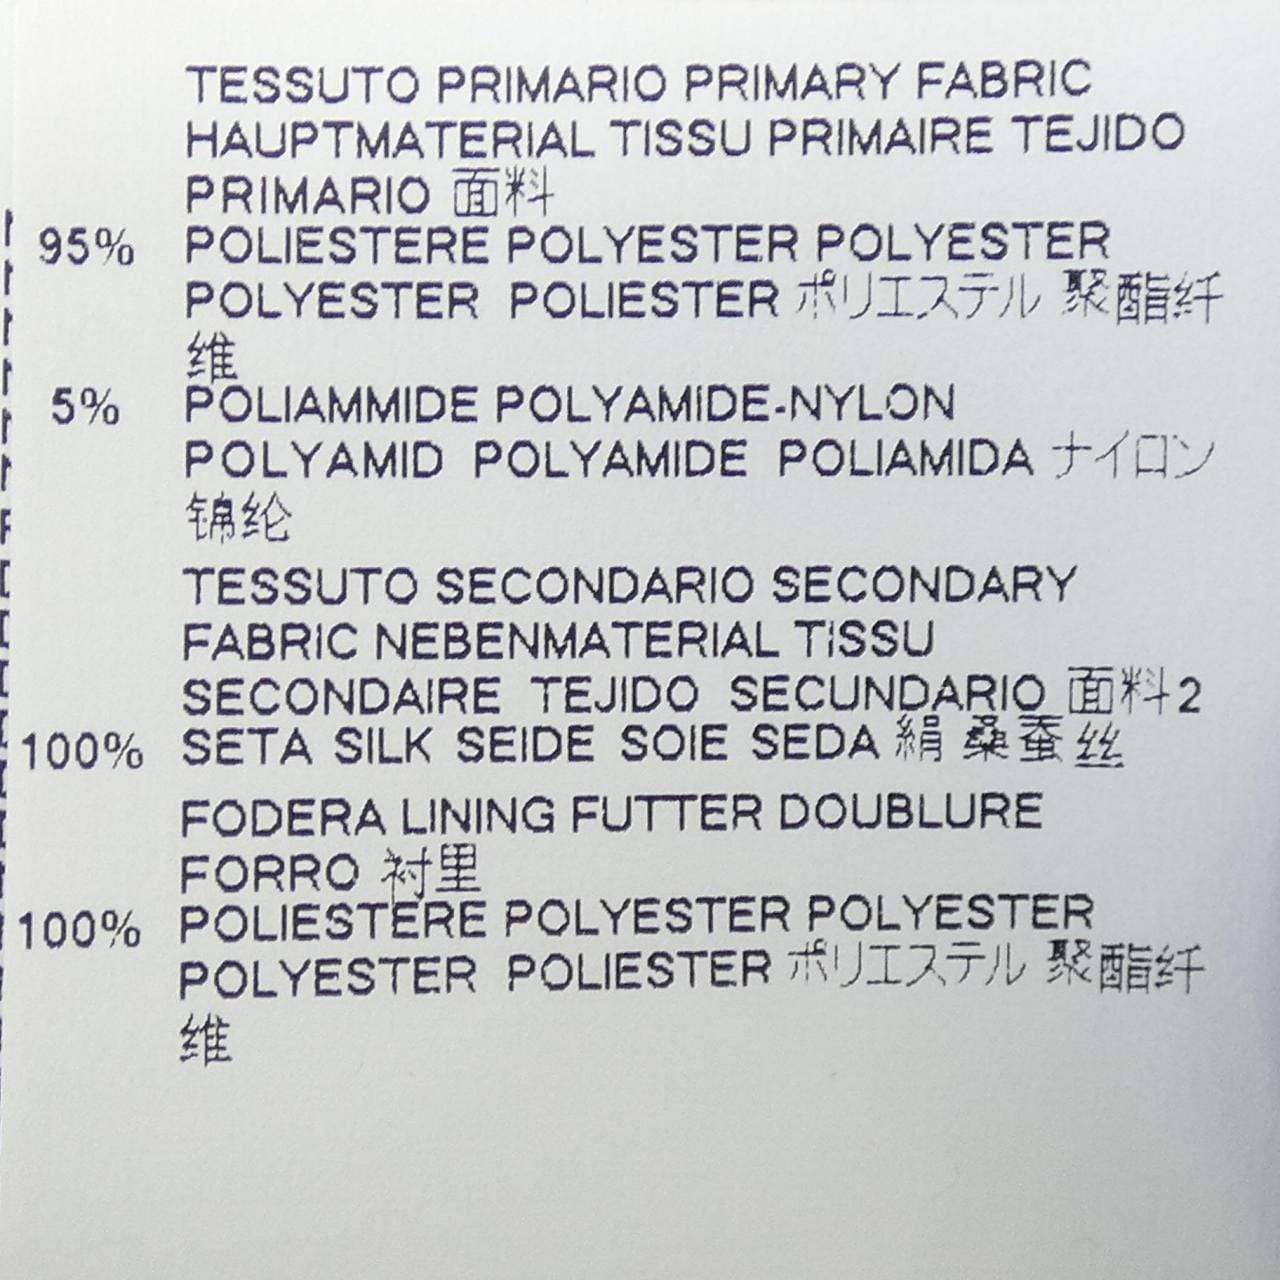 TESSUTO PRIMARIO PRIMARY FABRIC
HAUPTMATERIAL TISSU PRIMAIRE TEJIDO
PRIMARIO 面料
95% POLIESTERE POLYESTER POLYESTER
POLYESTER POLIESTER ポリエステル 聚酯纤
维
5% POLIAMMIDE POLYAMIDE-NYLON
POLYAMID POLYAMIDE POLIAMIDA ナイロン
锦纶
TESSUTO SECONDARIO SECONDARY
FABRIC NEBENMATERIAL TISSU
SECONDAIRE TEJIDO SECUNDARIO 面料2
100% SETA SILK SEIDE SOIE SEDA 絹 桑蚕丝
FODERA LINING FUTTER DOUBLURE
FORRO 衬里
100% POLIESTERE POLYESTER POLYESTER
POLYESTER POLIESTER ポリエステル 聚酯纤
维